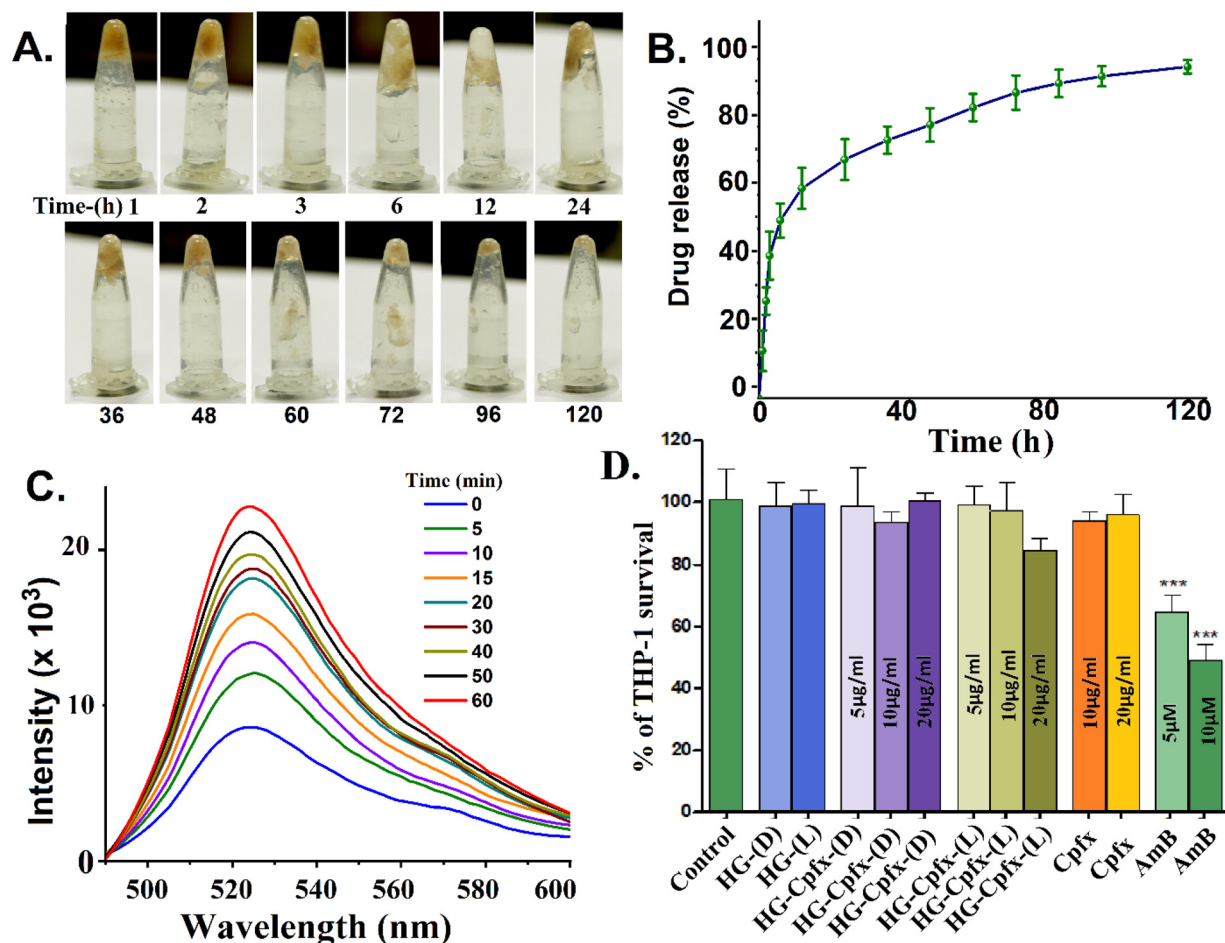 A.
Time-(h) 1 2 3 6 12 24
36 48 60 72 96 120
B.
Drug release (%)
100
80
60
40
20
0
0 40 80 120
Time (h)
C.
Time (min)
0
5
10
15
20
30
40
50
60
Intensity (x 10³)
20
10
0
500 520 540 560 580 600
Wavelength (nm)
D.
% of THP-1 survival
120
100
80
60
40
20
0
5µg/ml
10µg/ml
20µg/ml
5µg/ml
10µg/ml
20µg/ml
10µg/ml
20µg/ml
***
5µM
***
10µM
Control
HG-(D)
HG-(L)
HG-Cpfx-(D)
HG-Cpfx-(D)
HG-Cpfx-(D)
HG-Cpfx-(L)
HG-Cpfx-(L)
HG-Cpfx-(L)
Cpfx
Cpfx
AmB
AmB